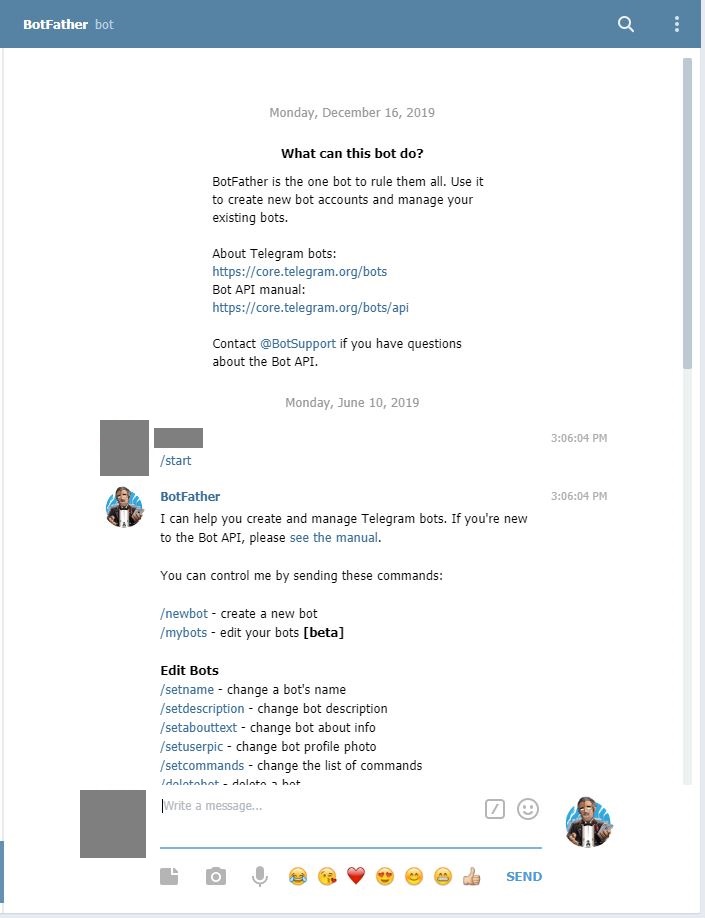 BotFather bot
Monday, December 16, 2019
What can this bot do?
BotFather is the one bot to rule them all. Use it
to create new bot accounts and manage your
existing bots.
About Telegram bots:
https://core.telegram.org/bots
Bot API manual:
https://core.telegram.org/bots/api
Contact @BotSupport if you have questions
about the Bot API.
Monday, June 10, 2019
3:06:04 PM
/start
BotFather 3:06:04 PM
I can help you create and manage Telegram bots. If you're new
to the Bot API, please see the manual.
You can control me by sending these commands:
/newbot - create a new bot
/mybots - edit your bots [beta]
Edit Bots
/setname - change a bot's name
/setdescription - change bot description
/setabouttext - change bot about info
/setuserpic - change bot profile photo
/setcommands - change the list of commands
/deletebot - delete a bot
Write a message...
SEND